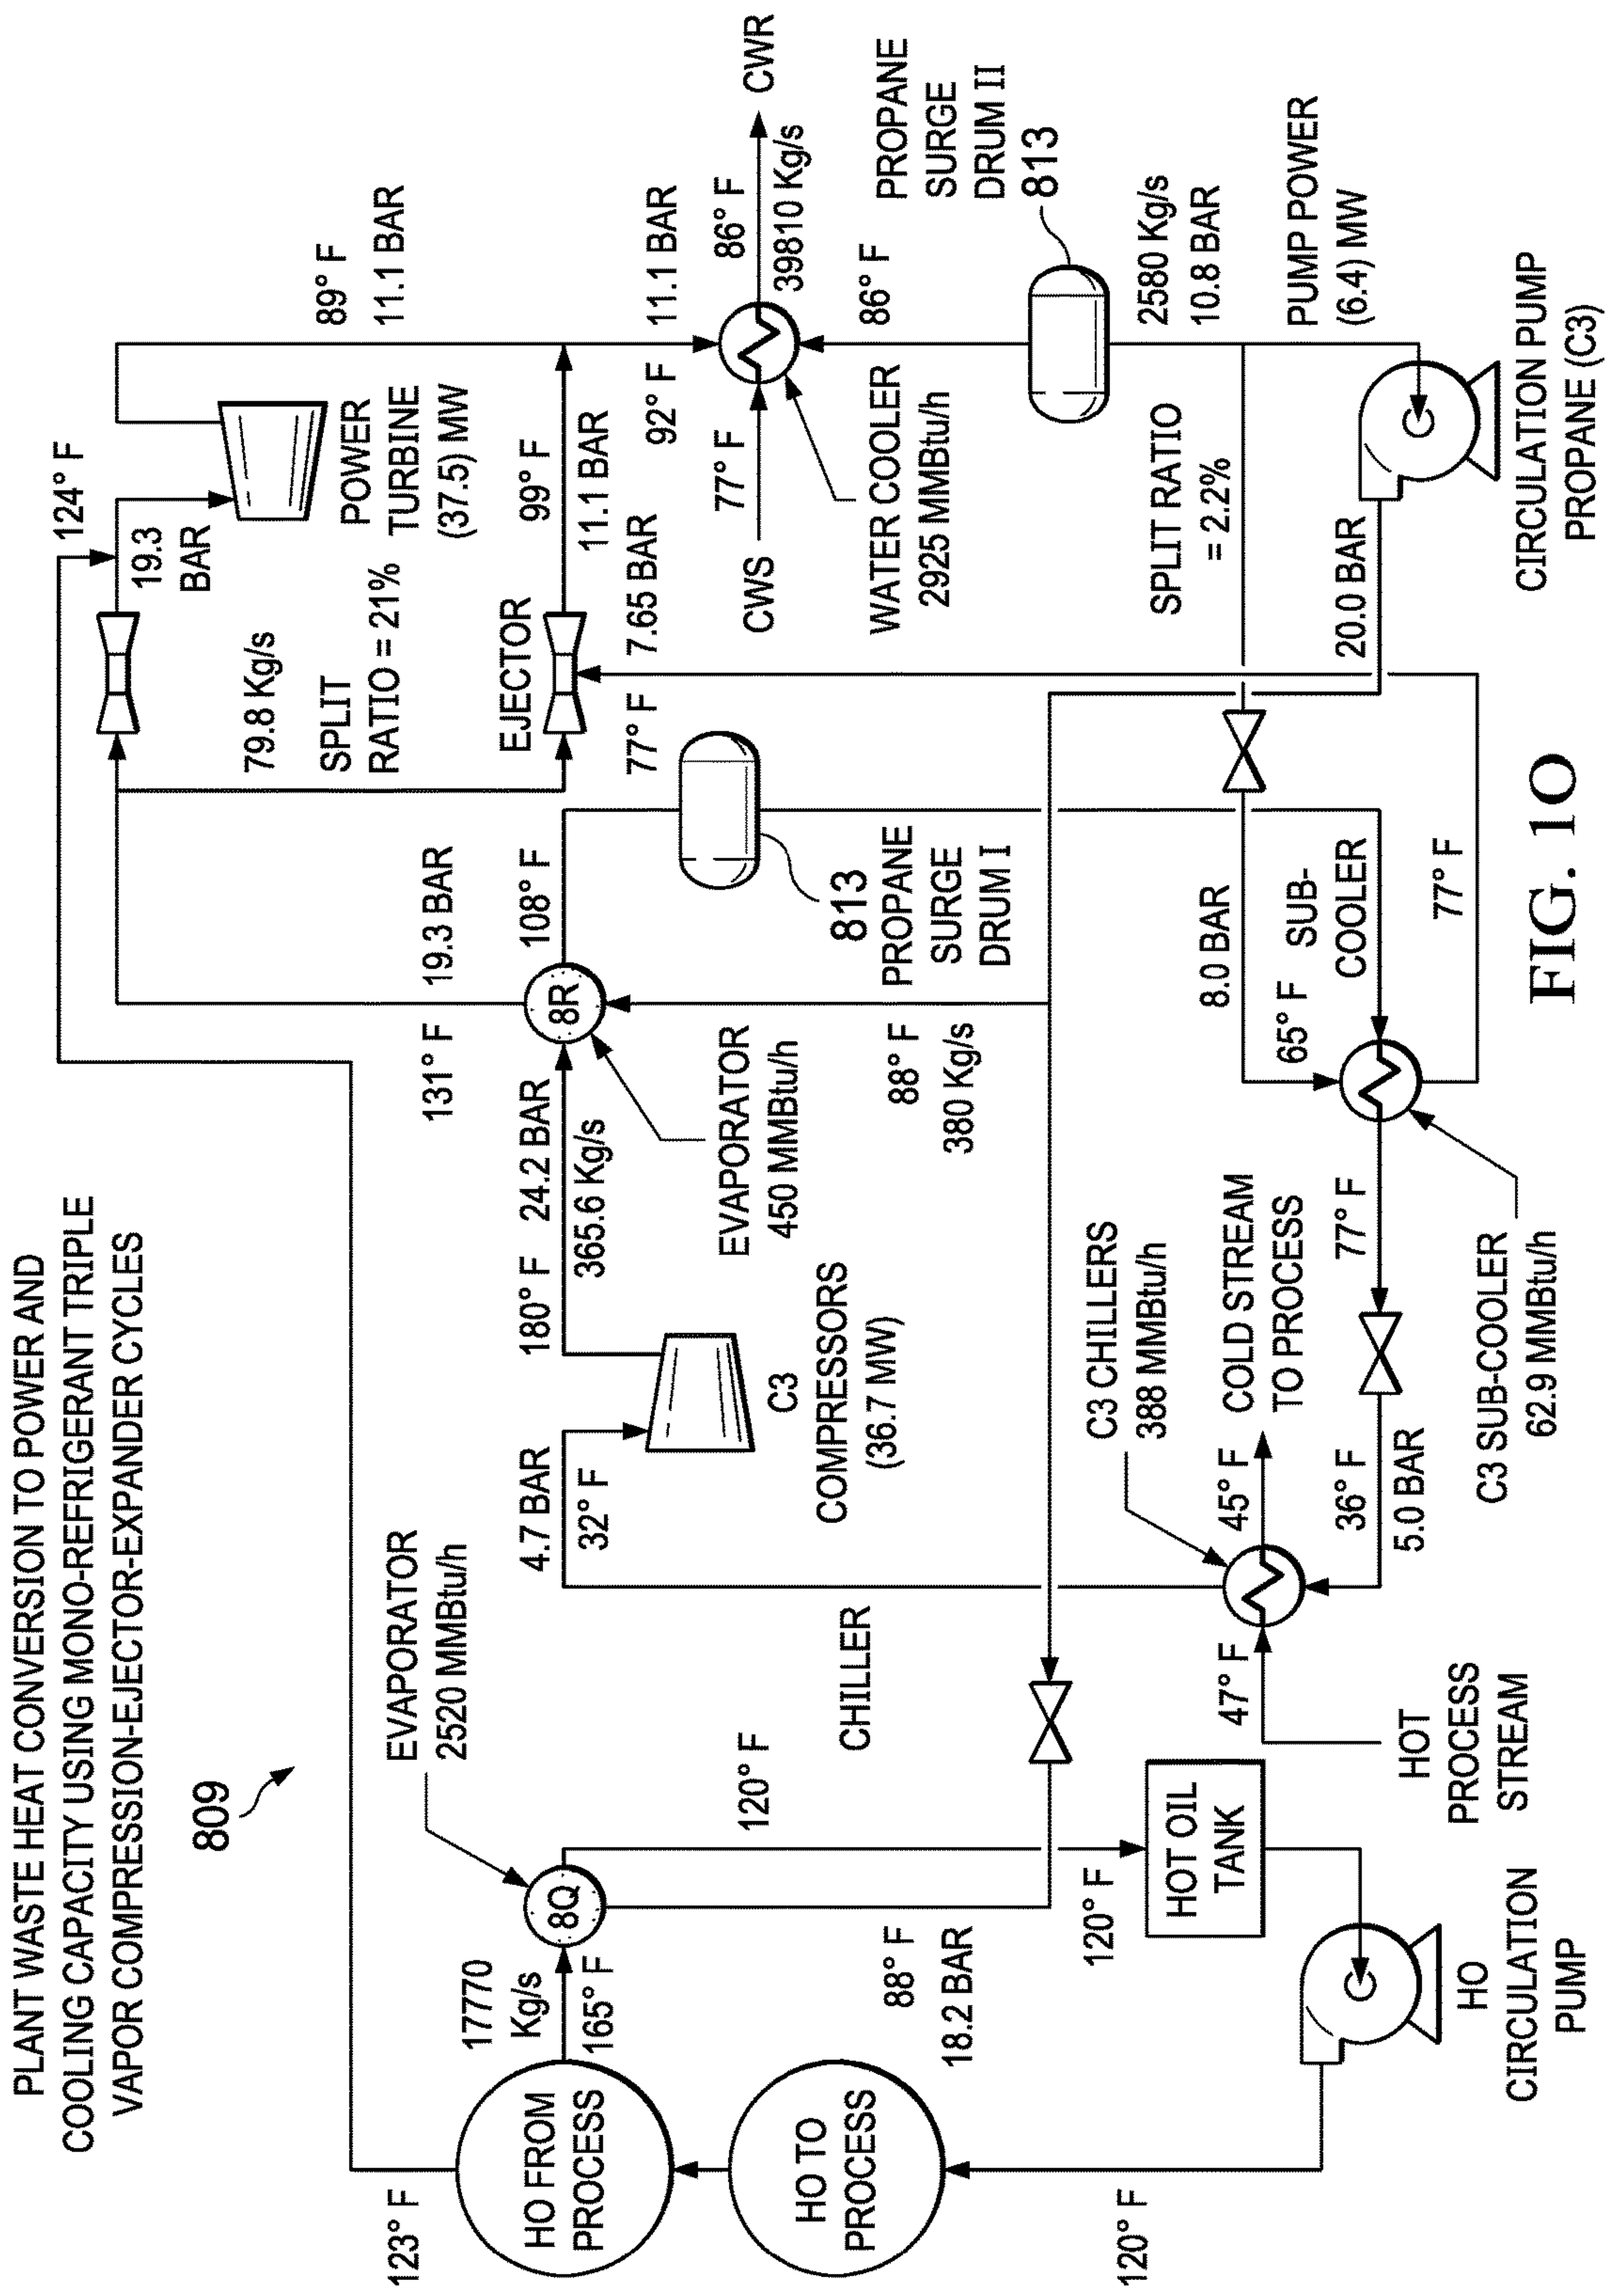 PLANT WASTE HEAT CONVERSION TO POWER AND
COOLING CAPACITY USING MONO-REFRIGERANT TRIPLE
VAPOR COMPRESSION-EJECTOR-EXPANDER CYCLES
809
123° F
HO FROM
PROCESS
17770
Kg/s
165° F
8Q
EVAPORATOR
2520 MMBtu/h
HO TO
PROCESS
120° F
88° F
18.2 BAR
120° F
120° F
HOT OIL
TANK
HO
CIRCULATION
PUMP
CHILLER
4.7 BAR
32° F
C3
COMPRESSORS
(36.7 MW)
180° F
24.2 BAR
365.6 Kg/s
8R
EVAPORATOR
450 MMBtu/h
131° F
19.3 BAR
108° F
88° F
380 Kg/s
813
PROPANE
SURGE
DRUM I
47° F
HOT
PROCESS
STREAM
C3 CHILLERS
388 MMBtu/h
45° F
COLD STREAM
TO PROCESS
36° F
5.0 BAR
77° F
C3 SUB-COOLER
62.9 MMBtu/h
65° F
8.0 BAR
SUB-
COOLER
77° F
124° F
19.3
BAR
POWER
TURBINE
(37.5) MW
79.8 Kg/s
SPLIT
RATIO = 21%
EJECTOR
77° F
7.65 BAR
99° F
11.1 BAR
89° F
11.1 BAR
92° F
11.1 BAR
CWS
77° F
86° F
39810 Kg/s
CWR
WATER COOLER
2925 MMBtu/h
86° F
PROPANE
SURGE
DRUM II
813
2580 Kg/s
10.8 BAR
SPLIT RATIO
= 2.2%
PUMP POWER
(6.4) MW
20.0 BAR
CIRCULATION PUMP
PROPANE (C3)
FIG. 1O